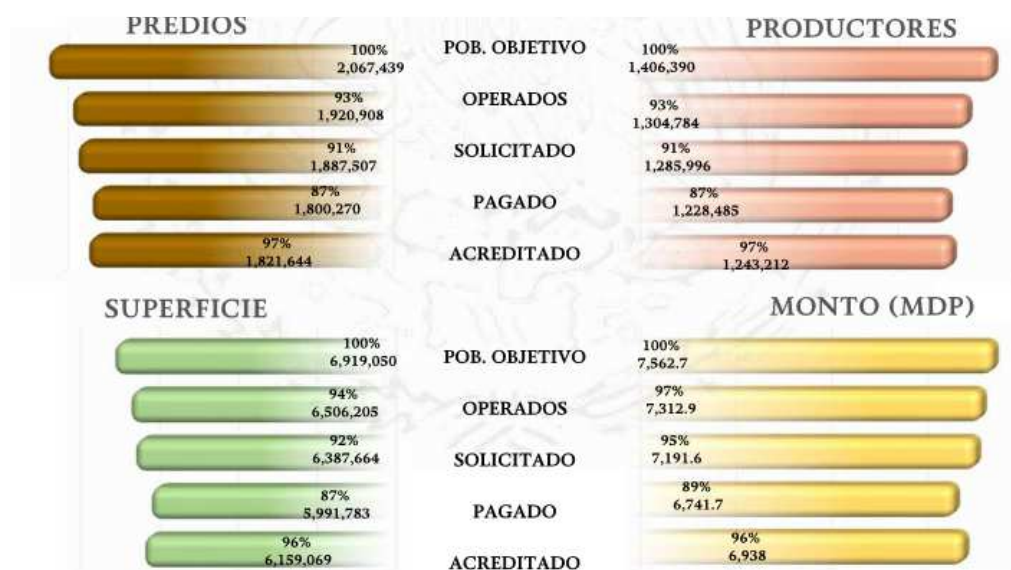 PREDIOS
PRODUCTORES
100%
2,067,439
POB. OBJETIVO
100%
1,406,390
93%
1,920,908
OPERADOS
93%
1,304,784
91%
1,887,507
SOLICITADO
91%
1,285,996
87%
1,800,270
PAGADO
87%
1,228,485
97%
1,821,644
ACREDITADO
97%
1,243,212
SUPERFICIE
MONTO (MDP)
100%
6,919,050
POB. OBJETIVO
100%
7,562.7
94%
6,506,205
OPERADOS
97%
7,312.9
92%
6,387,664
SOLICITADO
95%
7,191.6
87%
5,991,783
PAGADO
89%
6,741.7
96%
6,159,069
ACREDITADO
96%
6,938